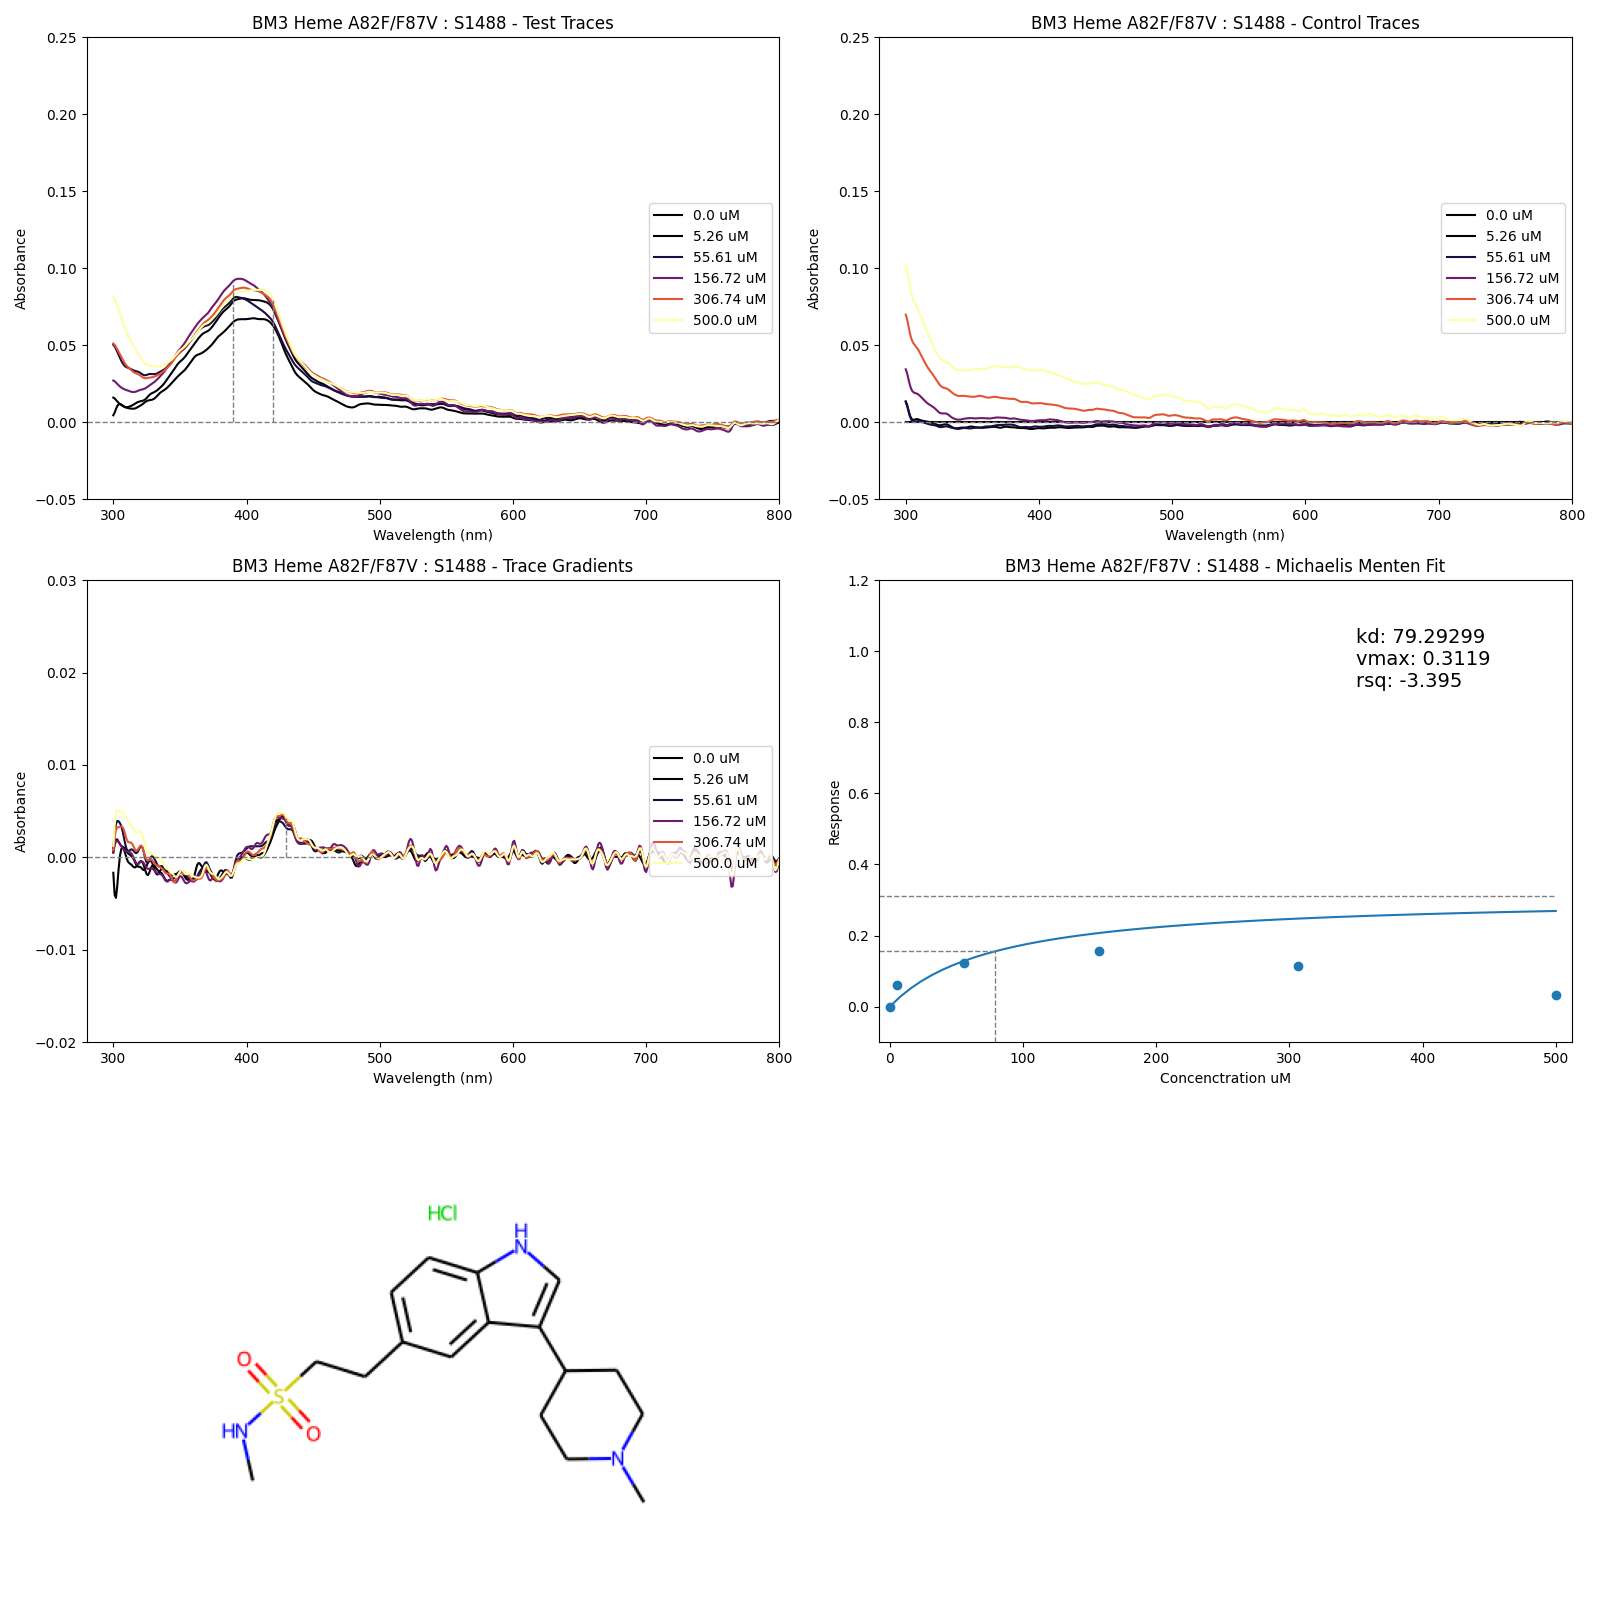 BM3 Heme A82F/F87V : S1488 - Test Traces
0.25
0.20
0.15
0.10
0.05
0.00
−0.05
Absorbance
0.0 uM
5.26 uM
55.61 uM
156.72 uM
306.74 uM
500.0 uM
300 400 500 600 700 800
Wavelength (nm)
BM3 Heme A82F/F87V : S1488 - Control Traces
0.25
0.20
0.15
0.10
0.05
0.00
−0.05
Absorbance
0.0 uM
5.26 uM
55.61 uM
156.72 uM
306.74 uM
500.0 uM
300 400 500 600 700 800
Wavelength (nm)
BM3 Heme A82F/F87V : S1488 - Trace Gradients
0.03
0.02
0.01
0.00
−0.01
−0.02
Absorbance
0.0 uM
5.26 uM
55.61 uM
156.72 uM
306.74 uM
500.0 uM
300 400 500 600 700 800
Wavelength (nm)
BM3 Heme A82F/F87V : S1488 - Michaelis Menten Fit
1.2
1.0
0.8
0.6
0.4
0.2
0.0
Response
kd: 79.29299
vmax: 0.3119
rsq: -3.395
0 100 200 300 400 500
Concenctration uM
HCl
H
N
O
S
HN
O
N